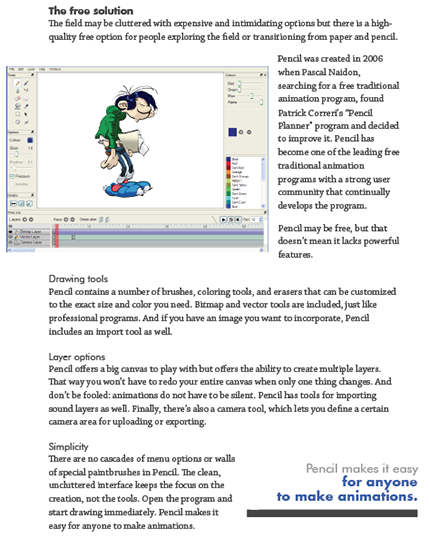 The free solution
The field may be cluttered with expensive and intimidating options but there is a high-
quality free option for people exploring the field or transitioning from paper and pencil.
Pencil was created in 2006
when Pascal Naidon,
searching for a free traditional
animation program, found
Patrick Correri's "Pencil
Planner" program and decided
to improve it. Pencil has
become one of the leading free
traditional animation
programs with a strong user
community that continually
develops the program.
Pencil may be free, but that
doesn't mean it lacks powerful
features.
Drawing tools
Pencil contains a number of brushes, coloring tools, and erasers that can be customized
to the exact size and color you need. Bitmap and vector tools are included, just like
professional programs. And if you have an image you want to incorporate, Pencil
includes an import tool as well.
Layer options
Pencil offers a big canvas to play with but offers the ability to create multiple layers.
That way you won't have to redo your entire canvas when only one thing changes. And
don't be fooled: animations do not have to be silent. Pencil has tools for importing
sound layers as well. Finally, there's also a camera tool, which lets you define a certain
camera area for uploading or exporting.
Simplicity
There are no cascades of menu options or walls
of special paintbrushes in Pencil. The clean,
uncluttered interface keeps the focus on the
creation, not the tools. Open the program and
start drawing immediately. Pencil makes it
easy for anyone to make animations.
Pencil makes it easy
for anyone
to make animations.